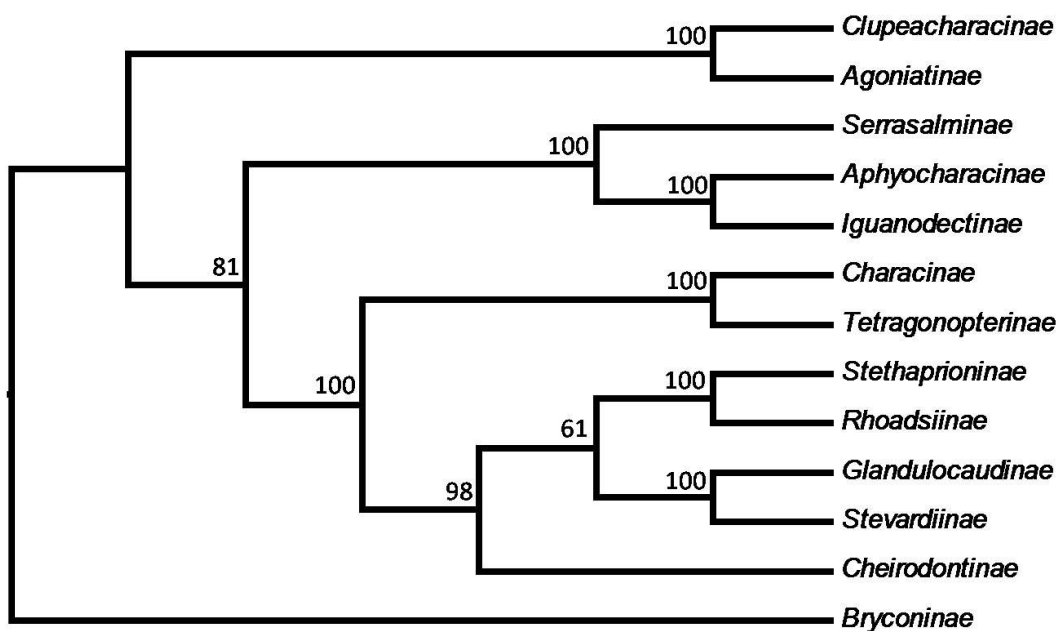 100
Clupeacharacinae
Agoniatinae
Serrasalminae
100
Aphyocharacinae
100
Iguanodectinae
81
Characinae
100
Tetragonopterinae
100
Stethaprioninae
100
Rhoadsiinae
61
Glandulocaudinae
100
98
Stevardiinae
Cheirodontinae
Bryconinae